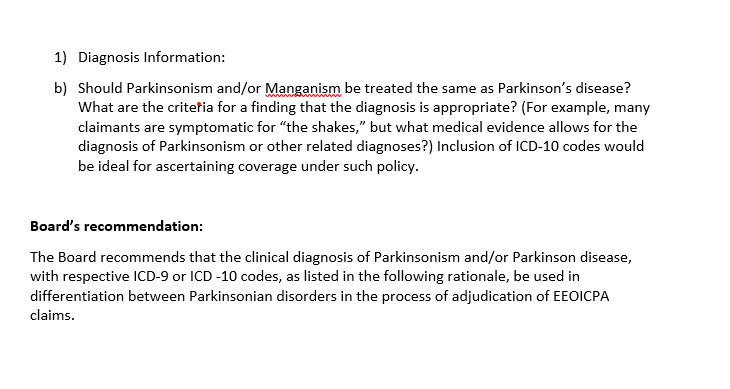 1) Diagnosis Information:
b) Should Parkinsonism and/or Manganism be treated the same as Parkinson's disease?
What are the criteria for a finding that the diagnosis is appropriate? (For example, many
claimants are symptomatic for “the shakes,” but what medical evidence allows for the
diagnosis of Parkinsonism or other related diagnoses?) Inclusion of ICD-10 codes would
be ideal for ascertaining coverage under such policy.
Board's recommendation:
The Board recommends that the clinical diagnosis of Parkinsonism and/or Parkinson disease,
with respective ICD-9 or ICD -10 codes, as listed in the following rationale, be used in
differentiation between Parkinsonian disorders in the process of adjudication of EEOICPA
claims.